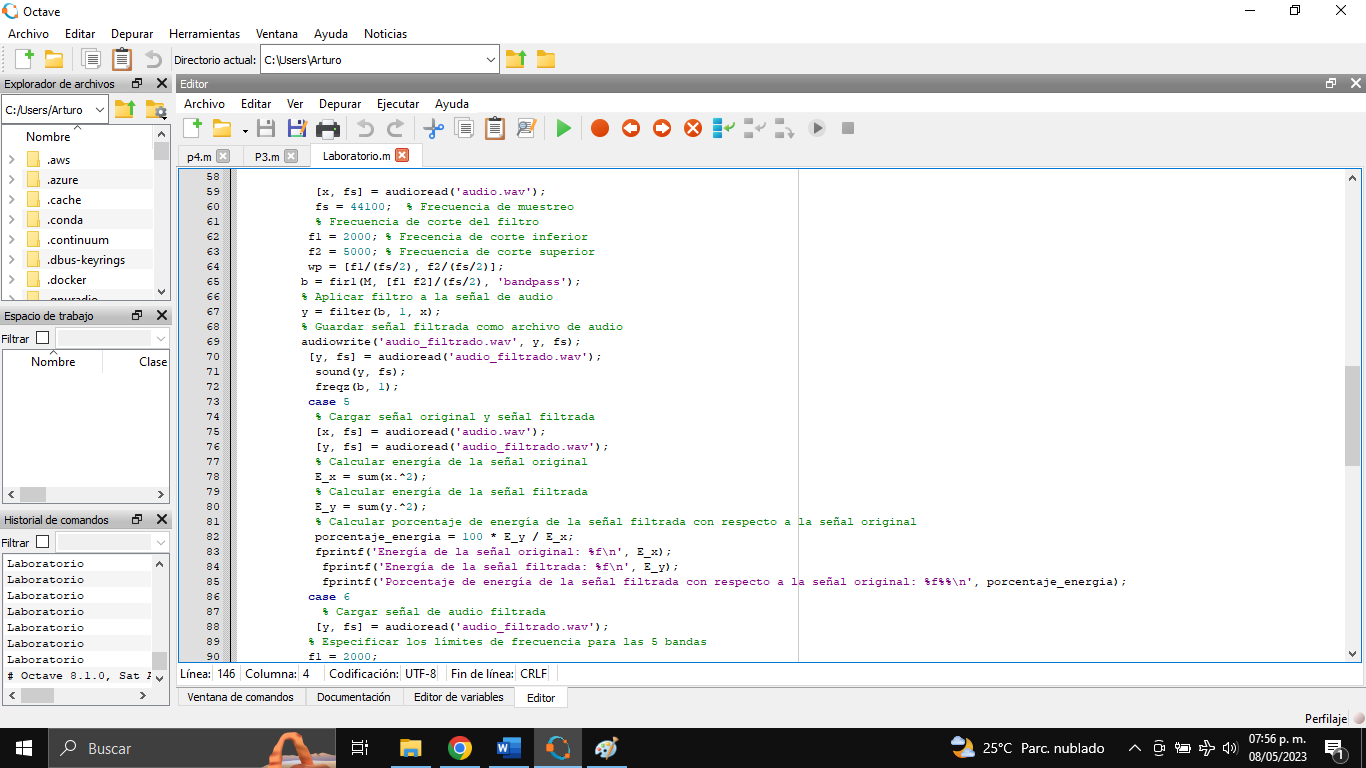 Octave
Archivo Editar Depurar Herramientas Ventana Ayuda Noticias
Directorio actual: C:\Users\Arturo
Explorador de archivos
C:/Users/Arturo
Nombre
.aws
.azure
.cache
.conda
.continuum
.dbus-keyrings
.docker
.gnuradio
Espacio de trabajo
Filtrar
Nombre Clase
Historial de comandos
Filtrar
Laboratorio
Laboratorio
Laboratorio
Laboratorio
Laboratorio
Laboratorio
Laboratorio
# Octave 8.1.0, Sat
Editor
Archivo Editar Ver Depurar Ejecutar Ayuda
p4.m P3.m Laboratorio.m
58
59 [x, fs] = audioread('audio.wav');
60 fs = 44100; % Frecuencia de muestreo
61 % Frecuencia de corte del filtro
62 f1 = 2000; % Frecencia de corte inferior
63 f2 = 5000; % Frecuencia de corte superior
64 wp = [f1/(fs/2), f2/(fs/2)];
65 b = fir1(M, [f1 f2]/(fs/2), 'bandpass');
66 % Aplicar filtro a la señal de audio
67 y = filter(b, 1, x);
68 % Guardar señal filtrada como archivo de audio
69 audiowrite('audio_filtrado.wav', y, fs);
70 [y, fs] = audioread('audio_filtrado.wav');
71 sound(y, fs);
72 freqz(b, 1);
73 case 5
74 % Cargar señal original y señal filtrada
75 [x, fs] = audioread('audio.wav');
76 [y, fs] = audioread('audio_filtrado.wav');
77 % Calcular energía de la señal original
78 E_x = sum(x.^2);
79 % Calcular energía de la señal filtrada
80 E_y = sum(y.^2);
81 % Calcular porcentaje de energía de la señal filtrada con respecto a la señal original
82 porcentaje_energia = 100 * E_y / E_x;
83 fprintf('Energía de la señal original: %f\n', E_x);
84 fprintf('Energía de la señal filtrada: %f\n', E_y);
85 fprintf('Porcentaje de energía de la señal filtrada con respecto a la señal original: %f%%\n', porcentaje_energia);
86 case 6
87 % Cargar señal de audio filtrada
88 [y, fs] = audioread('audio_filtrado.wav');
89 % Especificar los límites de frecuencia para las 5 bandas
90 f1 = 2000;
Línea: 146 Columna: 4 Codificación: UTF-8 Fin de línea: CRLF
Ventana de comandos Documentación Editor de variables Editor
Perfilaje
Buscar
25°C Parc. nublado
07:56 p. m.
08/05/2023
1